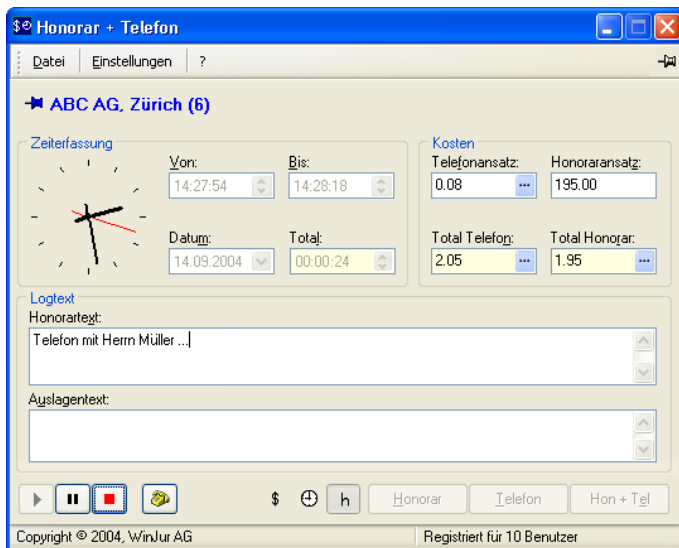 $ Honorar + Telefon
Datei Einstellungen ?
ABC AG, Zürich (6)
Zeiterfassung
Von: Bis:
14:27:54 14:28:18
Datum: Total:
14.09.2004 00:00:24
Kosten
Telefonansatz: Honoraransatz:
0.08 ... 195.00
Total Telefon: Total Honorar:
2.05 ... 1.95 ...
Logtext
Honorartext:
Telefon mit Herrn Müller ...
Auslagentext:
$ h Honorar Telefon Hon + Tel
Copyright © 2004, WinJur AG Registriert für 10 Benutzer